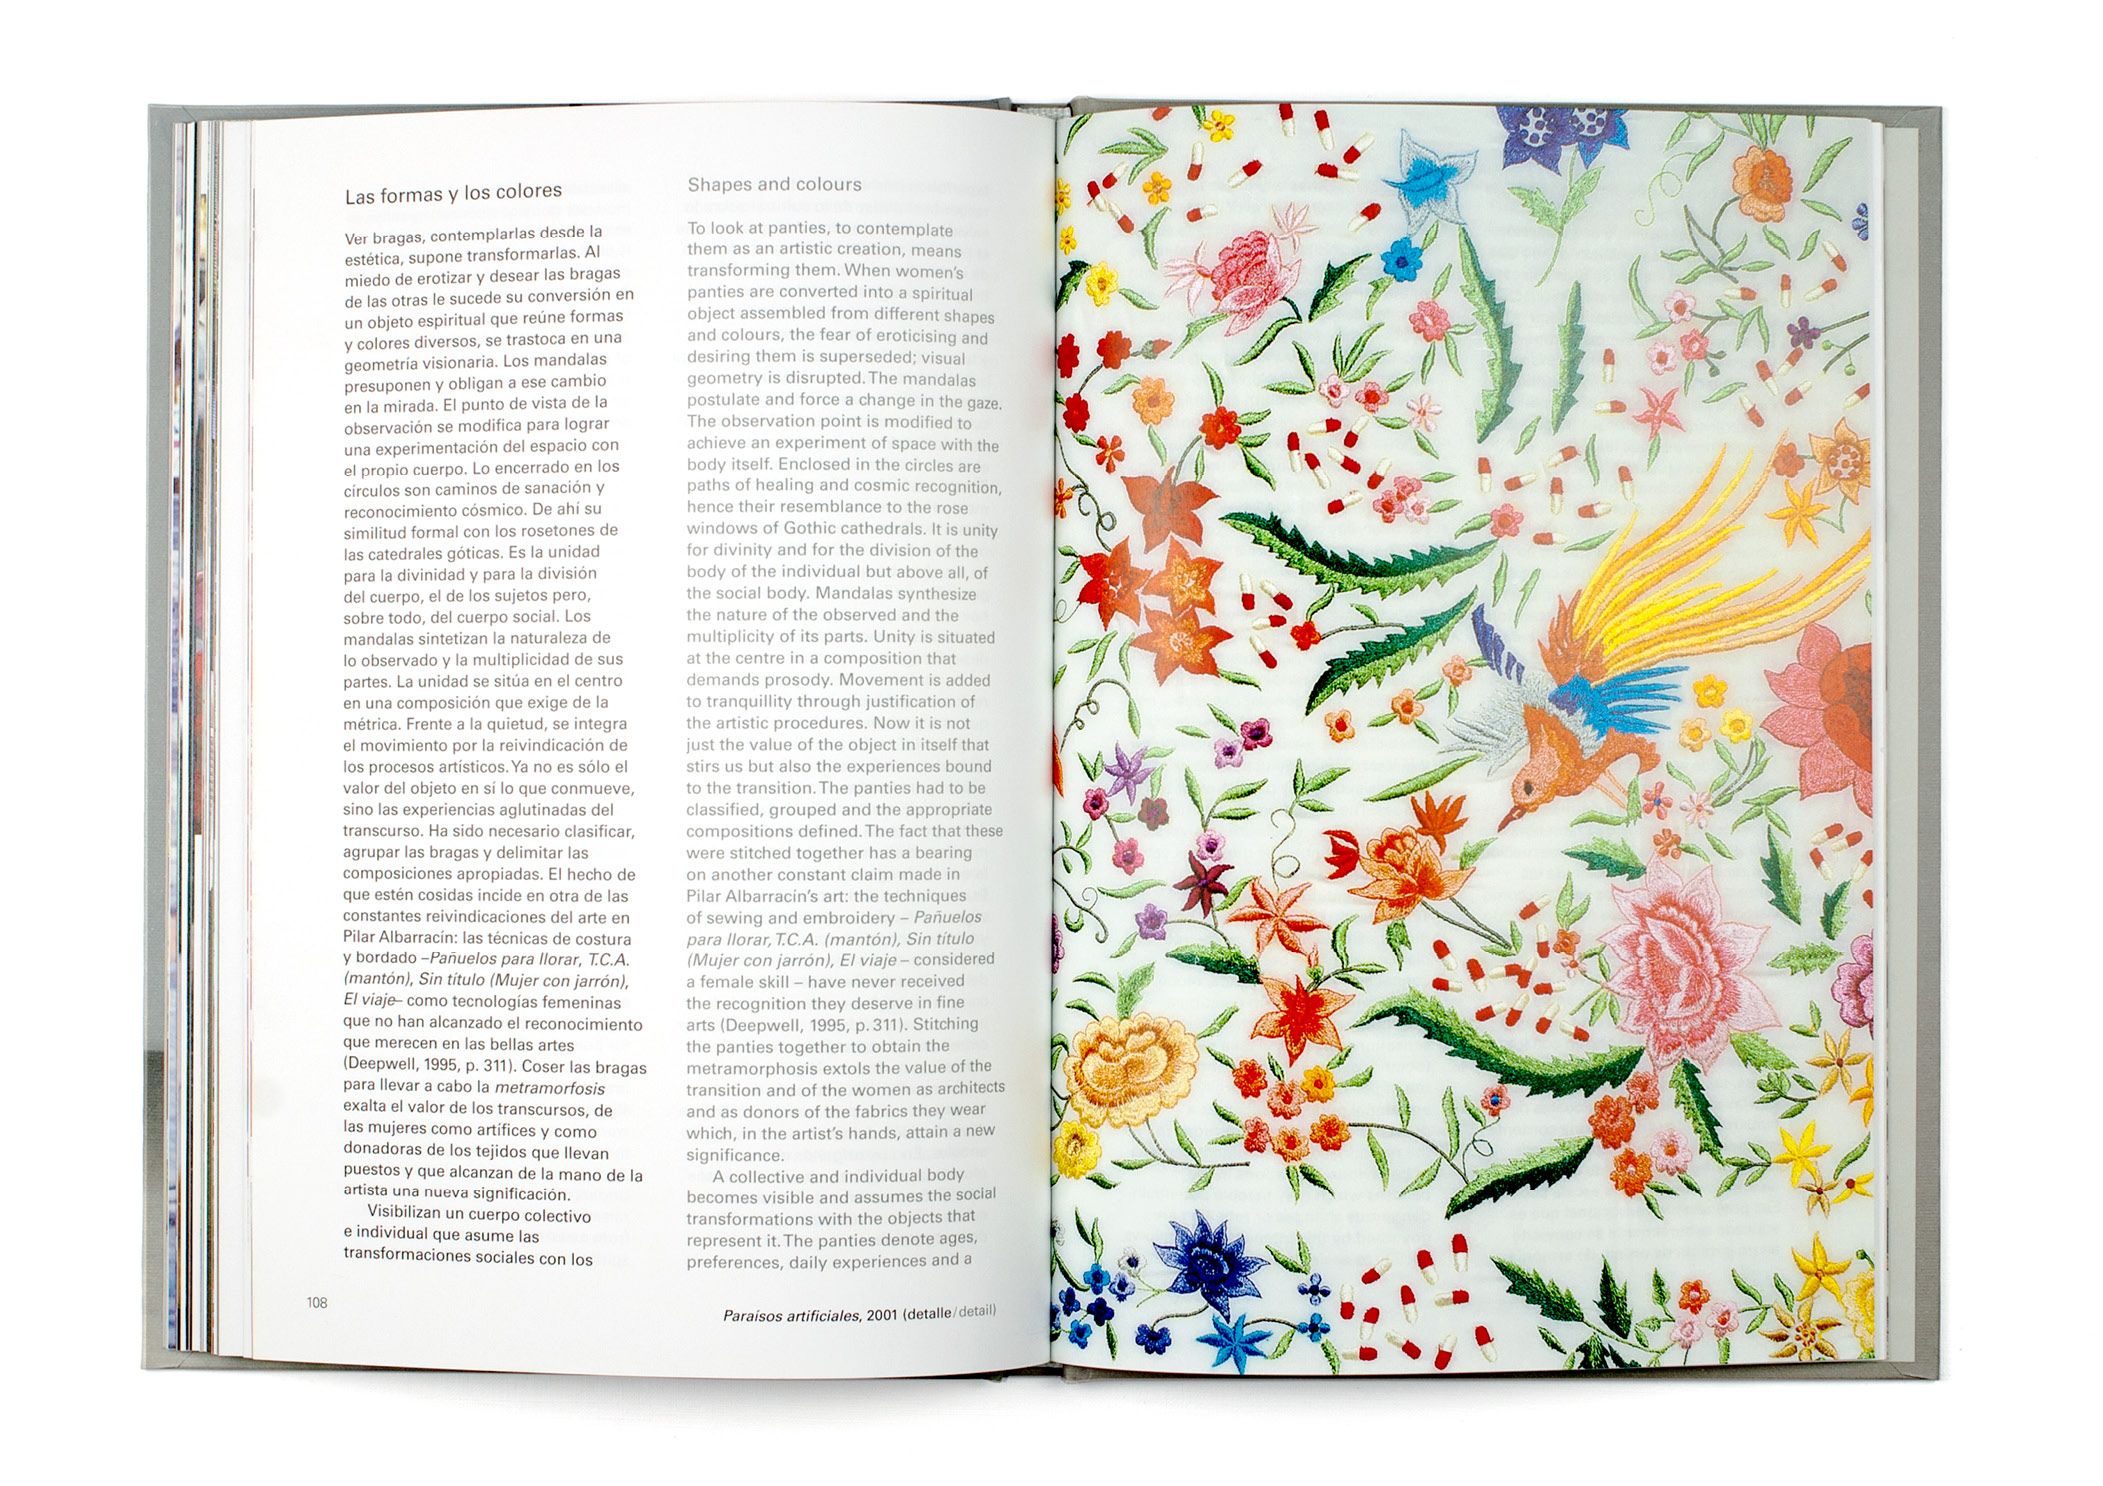 Las formas y los colores
Ver bragas, contemplarlas desde la
estética, supone transformarlas. Al
miedo de erotizar y desear las bragas
de las otras le sucede su conversión en
un objeto espiritual que reúne formas
y colores diversos, se trastoca en una
geometría visionaria. Los mandalas
presuponen y obligan a ese cambio
en la mirada. El punto de vista de la
observación se modifica para lograr
una experimentación del espacio con
el propio cuerpo. Lo encerrado en los
círculos son caminos de sanación y
reconocimiento cósmico. De ahí su
similitud formal con los rosetones de
las catedrales góticas. Es la unidad
para la divinidad y para la división
del cuerpo, el de los sujetos pero,
sobre todo, del cuerpo social. Los
mandalas sintetizan la naturaleza de
lo observado y la multiplicidad de sus
partes. La unidad se sitúa en el centro
en una composición que exige de la
métrica. Frente a la quietud, se integra
el movimiento por la reivindicación de
los procesos artísticos. Ya no es sólo el
valor del objeto en sí lo que conmueve,
sino las experiencias aglutinadas del
transcurso. Ha sido necesario clasificar,
agrupar las bragas y delimitar las
composiciones apropiadas. El hecho de
que estén cosidas incide en otra de las
constantes reivindicaciones del arte en
Pilar Albarracín: las técnicas de costura
y bordado –Pañuelos para llorar, T.C.A.
(mantón), Sin título (Mujer con jarrón),
El viaje– como tecnologías femeninas
que no han alcanzado el reconocimiento
que merecen en las bellas artes
(Deepwell, 1995, p. 311). Coser las bragas
para llevar a cabo la metramorfosis
exalta el valor de los transcursos, de
las mujeres como artífices y como
donadoras de los tejidos que llevan
puestos y que alcanzan de la mano de la
artista una nueva significación.
Visibilizan un cuerpo colectivo
e individual que asume las
transformaciones sociales con los
108
Shapes and colours
To look at panties, to contemplate
them as an artistic creation, means
transforming them. When women's
panties are converted into a spiritual
object assembled from different shapes
and colours, the fear of eroticising and
desiring them is superseded; visual
geometry is disrupted. The mandalas
postulate and force a change in the gaze.
The observation point is modified to
achieve an experiment of space with the
body itself. Enclosed in the circles are
paths of healing and cosmic recognition,
hence their resemblance to the rose
windows of Gothic cathedrals. It is unity
for divinity and for the division of the
body of the individual but above all, of
the social body. Mandalas synthesize
the nature of the observed and the
multiplicity of its parts. Unity is situated
at the centre in a composition that
demands prosody. Movement is added
to tranquillity through justification of
the artistic procedures. Now it is not
just the value of the object in itself that
stirs us but also the experiences bound
to the transition. The panties had to be
classified, grouped and the appropriate
compositions defined. The fact that these
were stitched together has a bearing
on another constant claim made in
Pilar Albarracín's art: the techniques
of sewing and embroidery – Pañuelos
para llorar, T.C.A. (mantón), Sin título
(Mujer con jarrón), El viaje – considered
a female skill – have never received
the recognition they deserve in fine
arts (Deepwell, 1995, p. 311). Stitching
the panties together to obtain the
metramorphosis extols the value of the
transition and of the women as architects
and as donors of the fabrics they wear
which, in the artist's hands, attain a new
significance.
A collective and individual body
becomes visible and assumes the social
transformations with the objects that
represent it. The panties denote ages,
preferences, daily experiences and a
Paraísos artificiales, 2001 (detalle/detail)